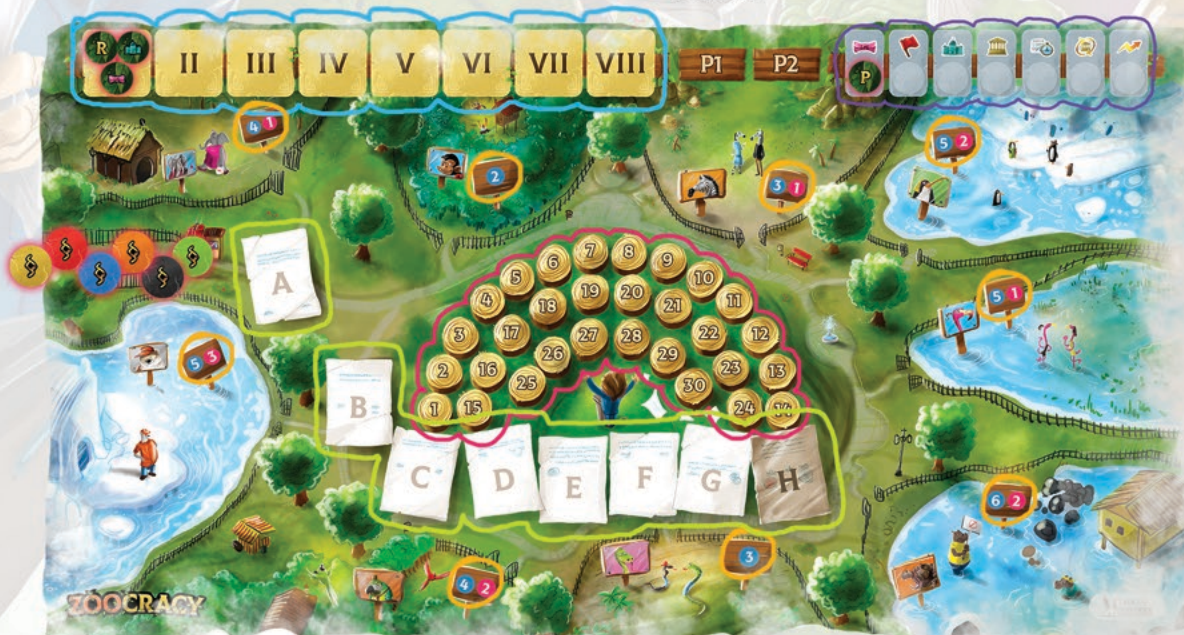 R
II III IV V VI VII VIII
P1 P2
P
4 1
2
3 1
5 2
§ § § § § §
A
5 1
5 3
B
1 2 3 4 5 6 7 8 9 10 11 12 13 14
15 16 17 18 19 20 21 22 23 24
25 26 27 28 29 30
C D E F G H
6 2
4 2
3
ZOOCRACY